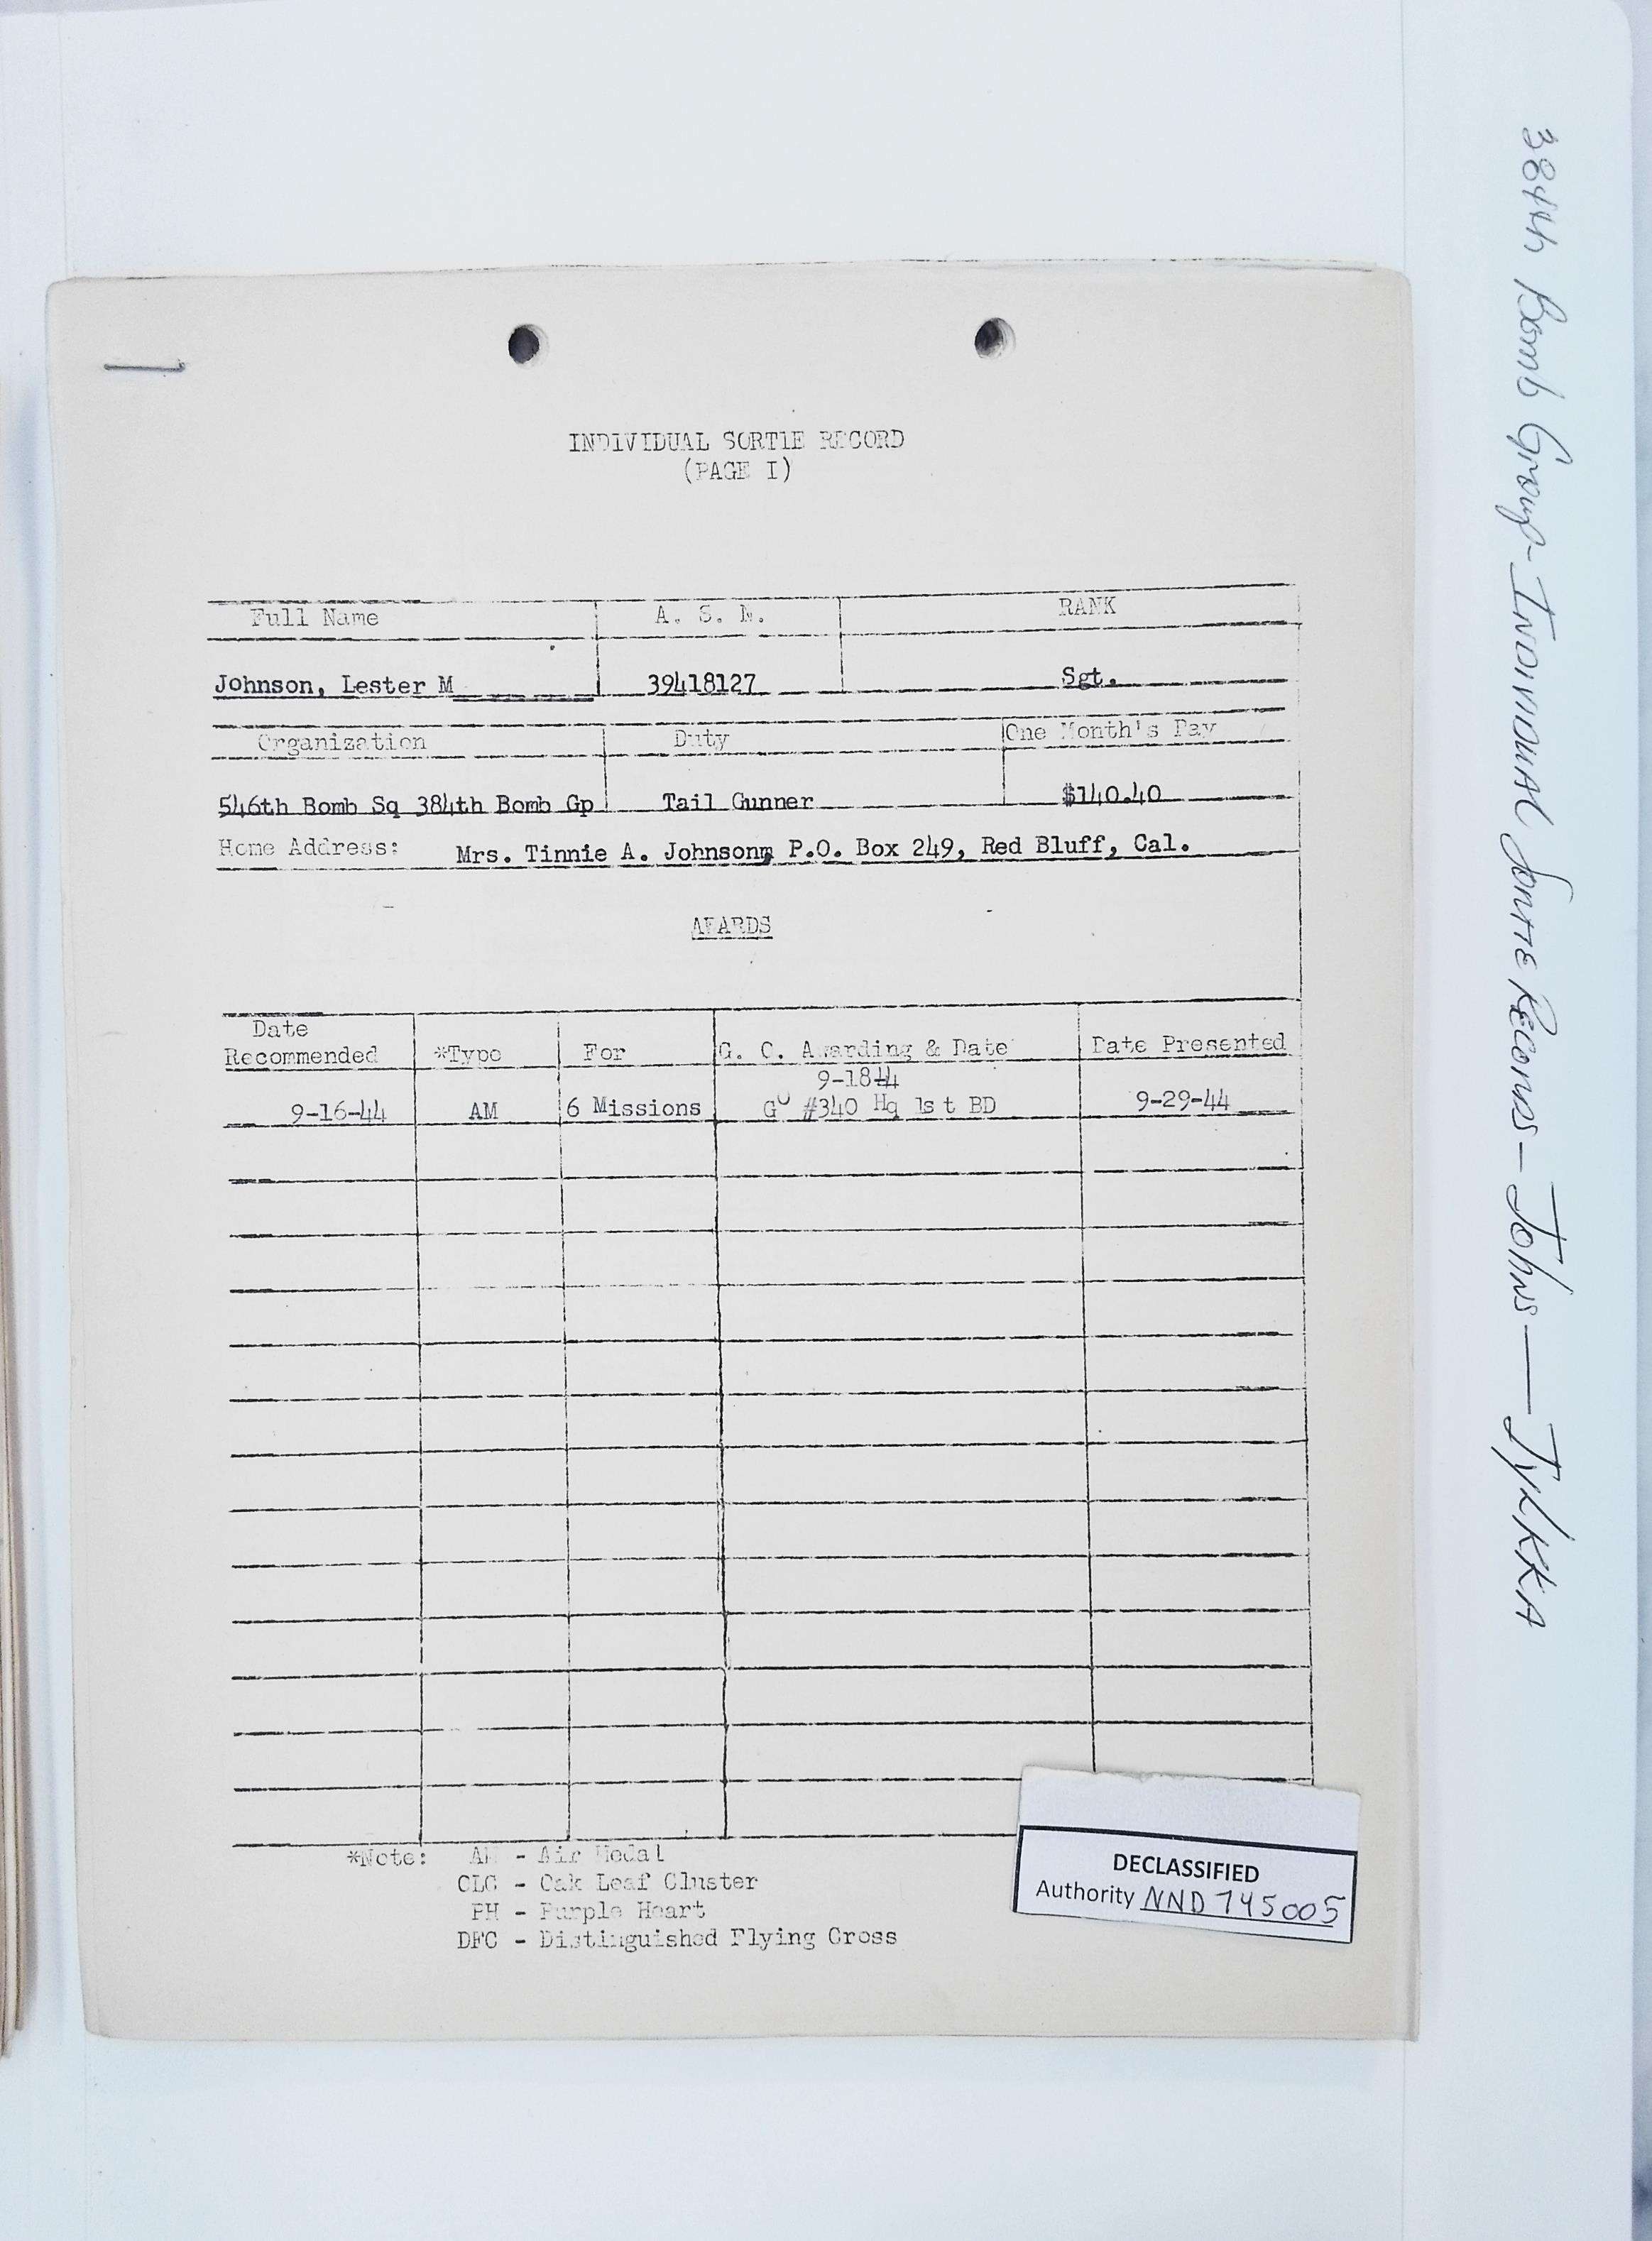 INDIVIDUAL SORTIE RECORD
(PAGE I)
Full Name A. S. N. RANK
Johnson, Lester M 39418127 Sgt.
Organization Duty One Month's Pay
546th Bomb Sq 384th Bomb Gp Tail Gunner $140.40
Home Address: Mrs. Tinnie A. Johnson, P.O. Box 249, Red Bluff, Cal.
AWARDS
Date
Recommended *Type For G. O. Awarding & Date Date Presented
9-18-44
9-16-44 AM 6 Missions GO #340 Hq 1st BD 9-29-44
*Note: AM - Air Medal
OLC - Oak Leaf Cluster
PH - Purple Heart
DFC - Distinguished Flying Cross
DECLASSIFIED
Authority NND 745005
384th Bomb Group - INDIVIDUAL Sortie Records - Johns - Jylkka